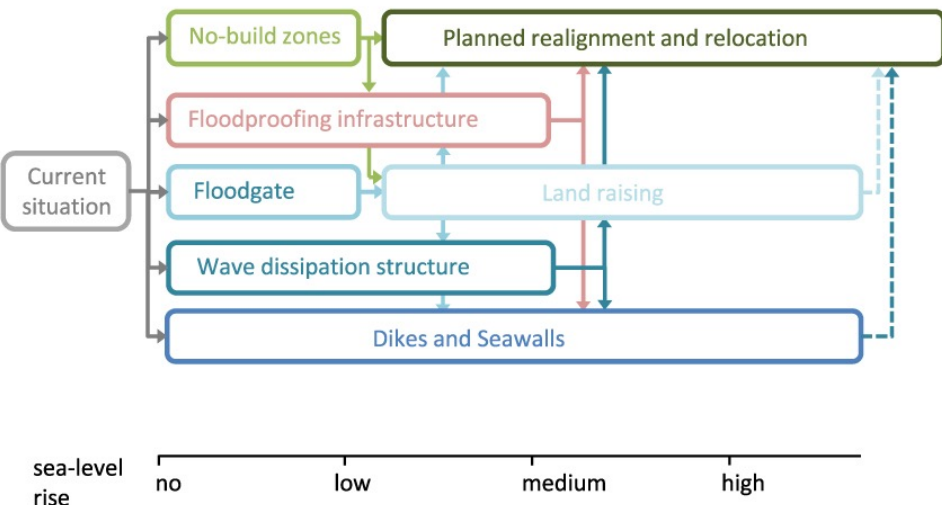 No-build zones
Planned realignment and relocation
Floodproofing infrastructure
Current
situation
Floodgate
Land raising
Wave dissipation structure
Dikes and Seawalls
sea-level
rise
no
low
medium
high